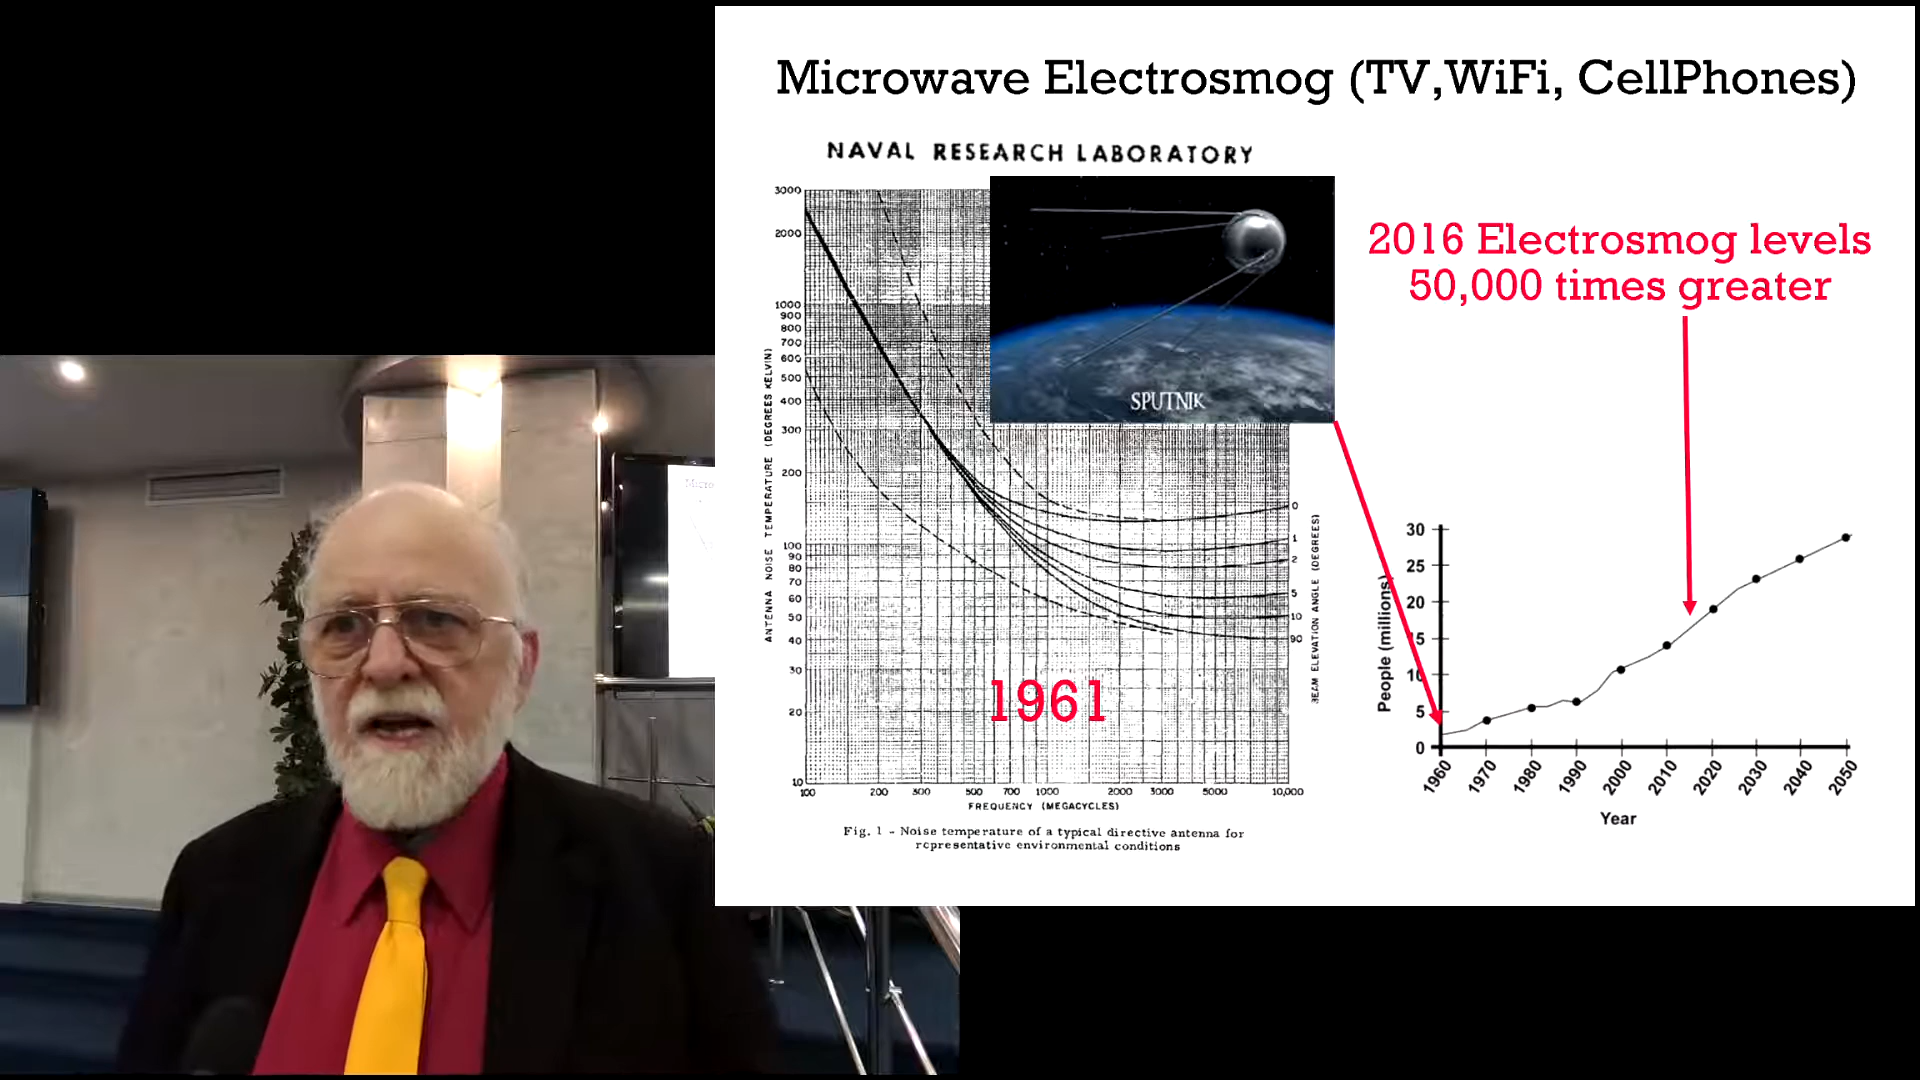 Microwave Electrosmog (TV,WiFi, CellPhones)
NAVAL RESEARCH LABORATORY
3000
2000
1000
900
800
700
600
500
400
300
200
100
90
80
70
60
50
40
30
20
10
ANTENNA NOISE TEMPERATURE (DEGREES KELVIN)
SPUTNIK
1961
0
1
2
5
10
90
BEAM ELEVATION ANGLE (DEGREES)
100 200 300 500 700 1000 2000 3000 5000 10,000
FREQUENCY (MEGACYCLES)
Fig. 1 - Noise temperature of a typical directive antenna for
representative environmental conditions
2016 Electrosmog levels
50,000 times greater
30
25
20
15
10
5
0
People (millions)
1960 1970 1980 1990 2000 2010 2020 2030 2040 2050
Year